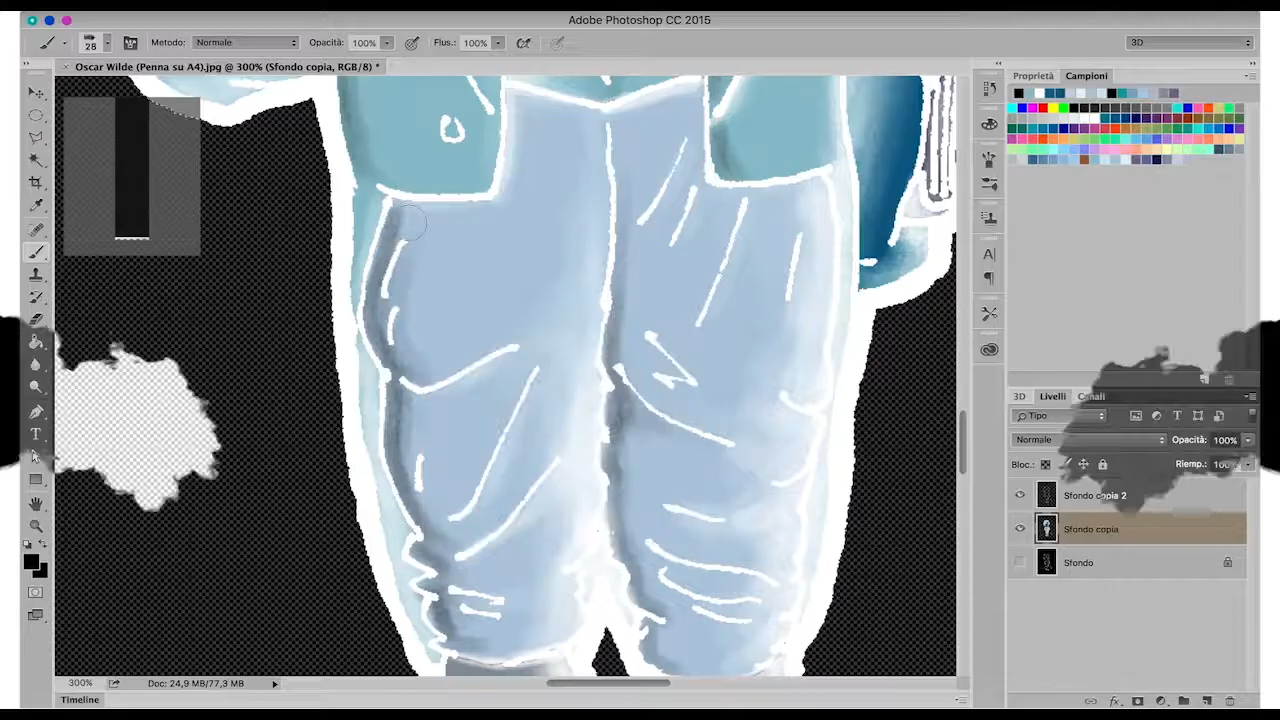 Adobe Photoshop CC 2015
28 Metodo: Normale Opacità: 100% Flus.: 100% 3D
Oscar Wilde (Penna su A4).jpg @ 300% (Sfondo copia, RGB/8) *
Proprietà Campioni
3D Livelli Canali
Tipo
Normale Opacità: 100%
Bloc.: Riemp.: 100%
Sfondo copia 2
Sfondo copia
Sfondo
300% Doc: 24,9 MB/77,3 MB
Timeline